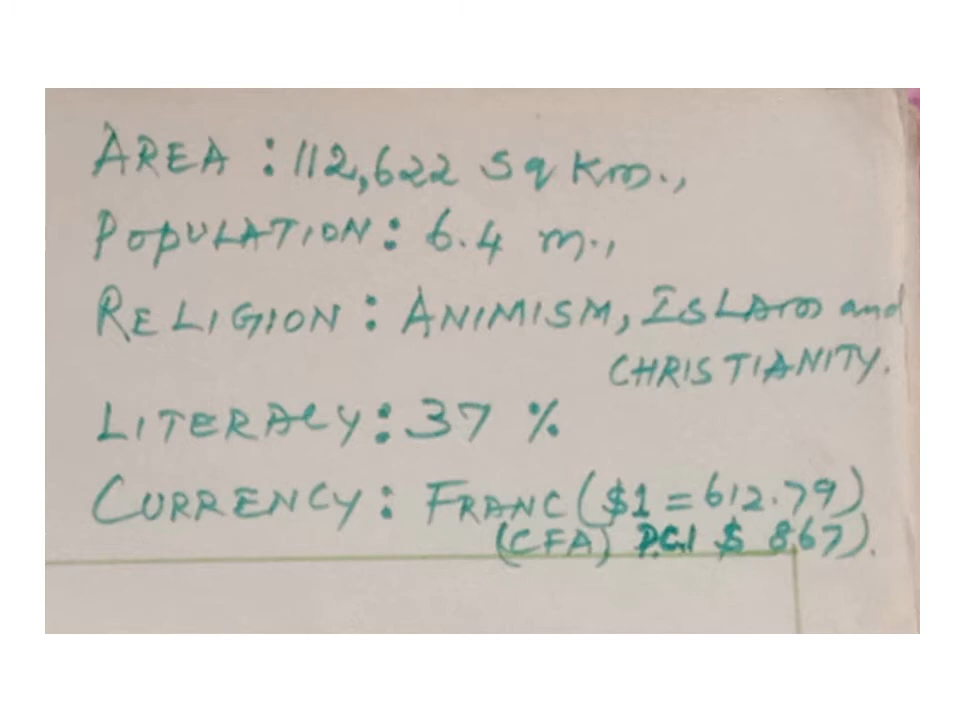 AREA : 112,622 Sq Km.,
POPULATION : 6.4 m.,
RELIGION : ANIMISM, ISLAM and
CHRISTIANITY.
LITERACY : 37 %
CURRENCY : FRANC ($1 = 612.79)
(CFA) P.C.I $ 867).